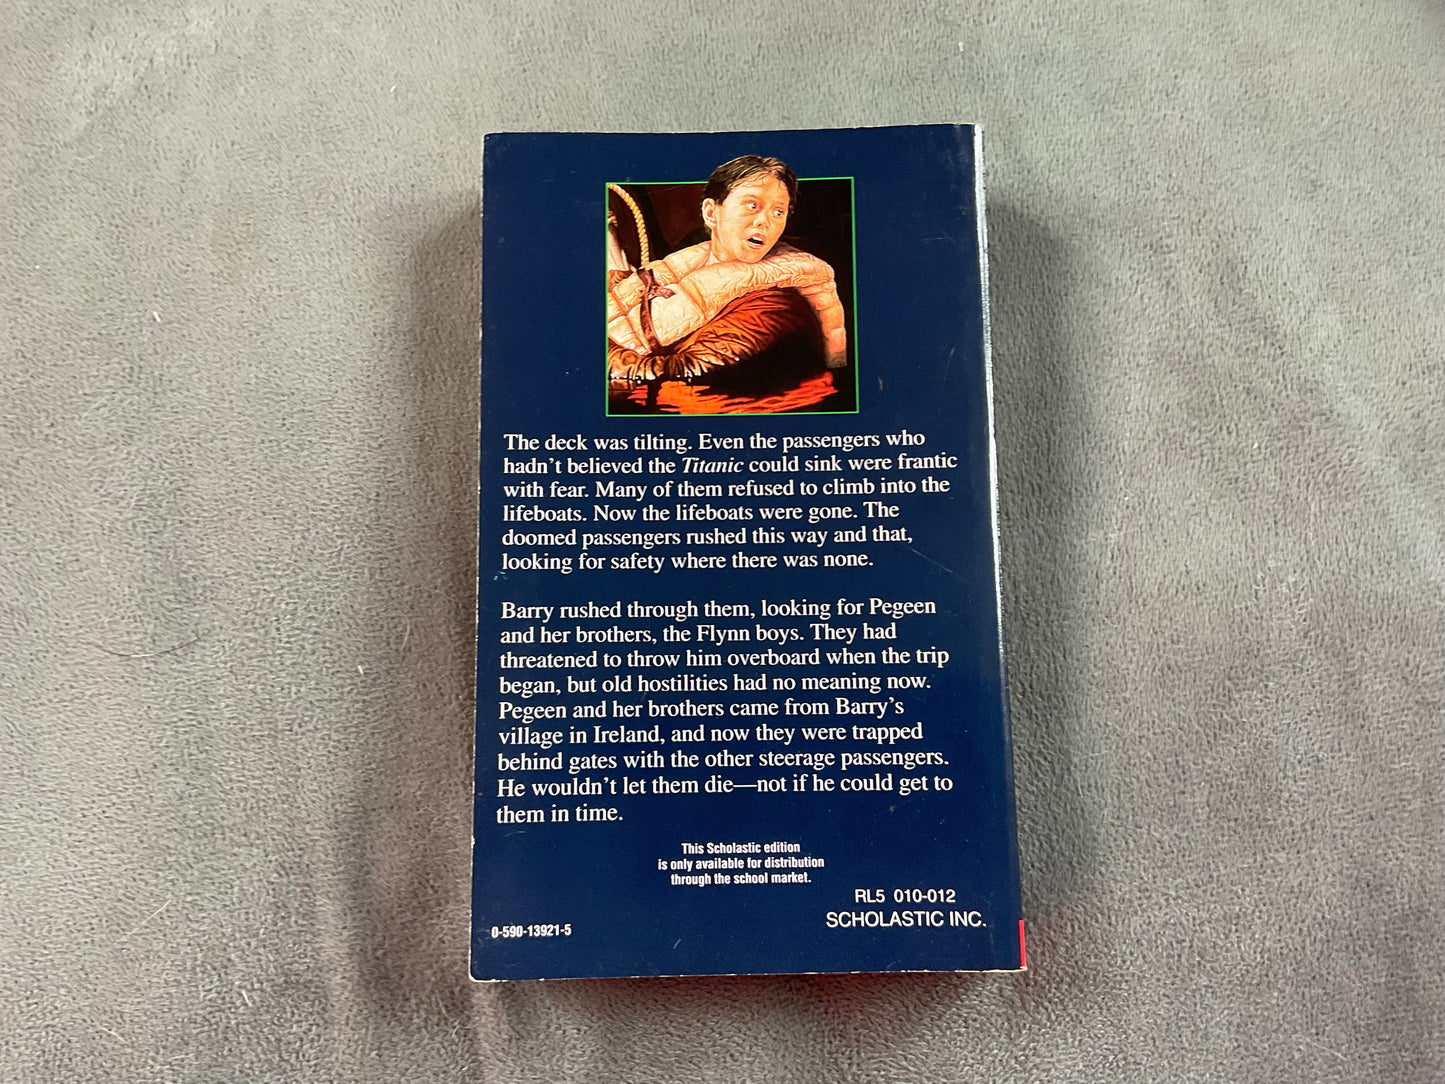 The deck was tilting. Even the passengers who
hadn't believed the Titanic could sink were frantic
with fear. Many of them refused to climb into the
lifeboats. Now the lifeboats were gone. The
doomed passengers rushed this way and that,
looking for safety where there was none.
Barry rushed through them, looking for Pegeen
and her brothers, the Flynn boys. They had
threatened to throw him overboard when the trip
began, but old hostilities had no meaning now.
Pegeen and her brothers came from Barry's
village in Ireland, and now they were trapped
behind gates with the other steerage passengers.
He wouldn't let them die—not if he could get to
them in time.
This Scholastic edition
is only available for distribution
through the school market.
RL5 010-012
SCHOLASTIC INC.
0-590-13921-5